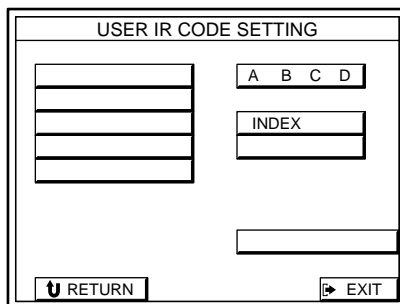 USER IR CODE SETTING
A B C D
INDEX
RETURN
EXIT